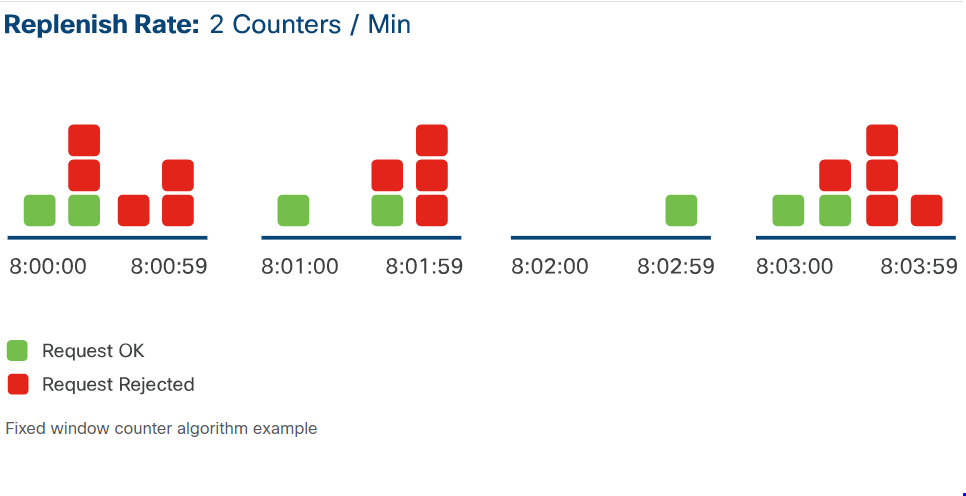 Replenish Rate: 2 Counters / Min
8:00:00 8:00:59 8:01:00 8:01:59 8:02:00 8:02:59 8:03:00 8:03:59
Request OK
Request Rejected
Fixed window counter algorithm example